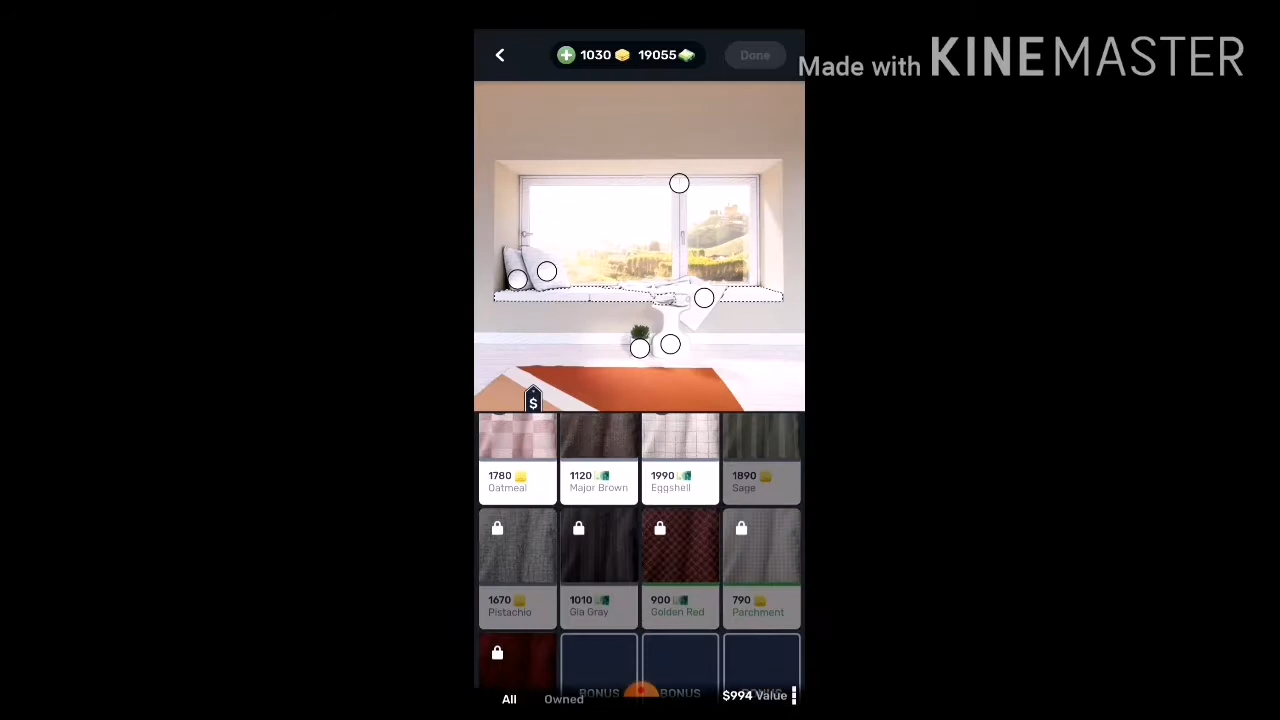 1030 19055 Done
Made with KINEMASTER
$
1780 1120 1990 1890
Oatmeal Major Brown Eggshell Sage
1670 1010 900 790
Pistachio Gia Gray Golden Red Parchment
BONUS BONUS
All Owned $994 Value